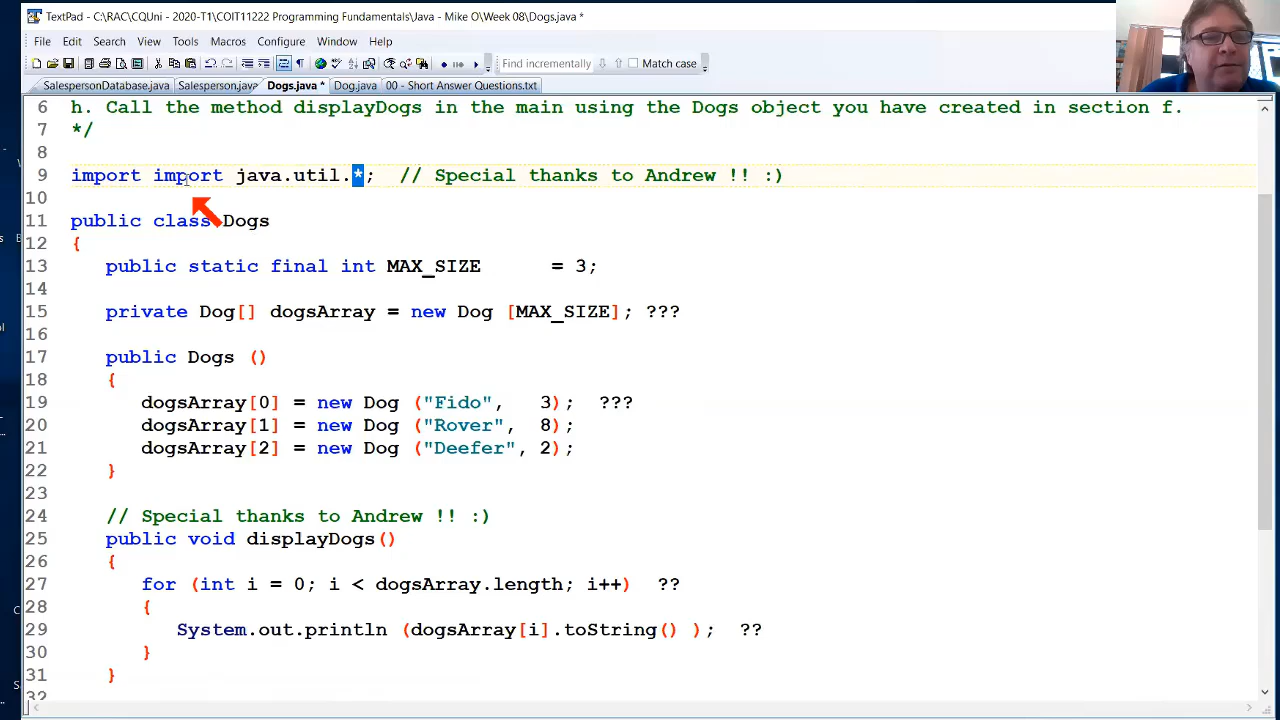 TextPad - C:\RAC\CQUni - 2020-T1\COIT11222 Programming Fundamentals\Java - Mike O\Week 08\Dogs.java *
File Edit Search View Tools Macros Configure Window Help
Find incrementally Match case
SalespersonDatabase.java Salesperson.java Dogs.java * Dog.java 00 - Short Answer Questions.txt
6 h. Call the method displayDogs in the main using the Dogs object you have created in section f.
7 */
8
9 import import java.util.*; // Special thanks to Andrew !! :)
10
11 public class Dogs
12 {
13 public static final int MAX_SIZE = 3;
14
15 private Dog[] dogsArray = new Dog [MAX_SIZE]; ???
16
17 public Dogs ()
18 {
19 dogsArray[0] = new Dog ("Fido", 3); ???
20 dogsArray[1] = new Dog ("Rover", 8);
21 dogsArray[2] = new Dog ("Deefer", 2);
22 }
23
24 // Special thanks to Andrew !! :)
25 public void displayDogs()
26 {
27 for (int i = 0; i < dogsArray.length; i++) ??
28 {
29 System.out.println (dogsArray[i].toString() ); ??
30 }
31 }
32